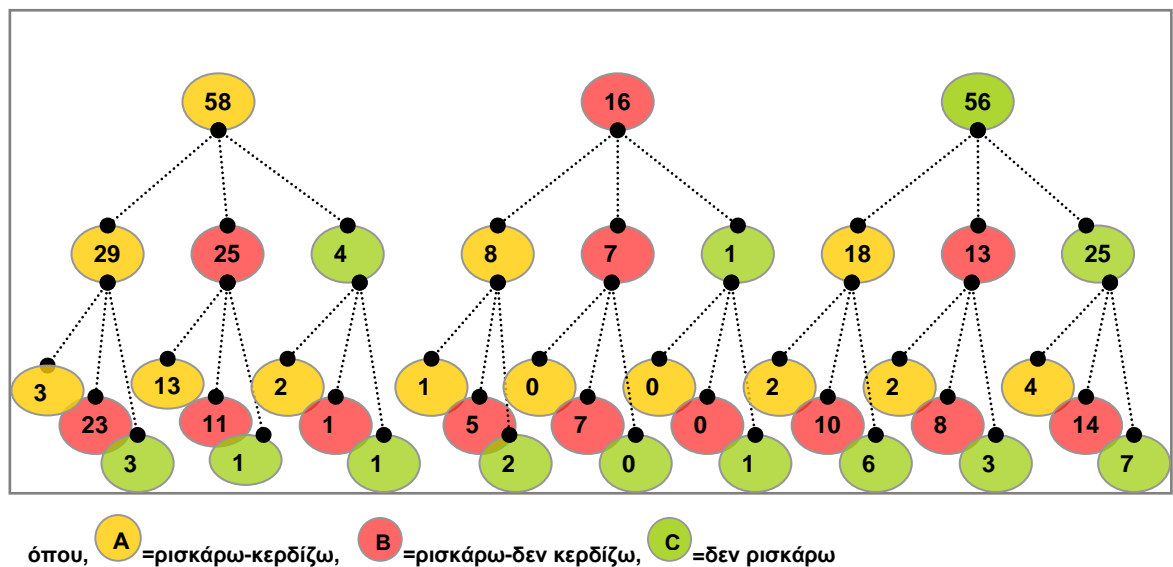 58 16 56
29 25 4 8 7 1 18 13 25
3 13 2 1 0 0 2 2 4
23 11 1 5 7 0 10 8 14
3 1 1 2 0 1 6 3 7
όπου, A =ρισκάρω-κερδίζω, B =ρισκάρω-δεν κερδίζω, C =δεν ρισκάρω